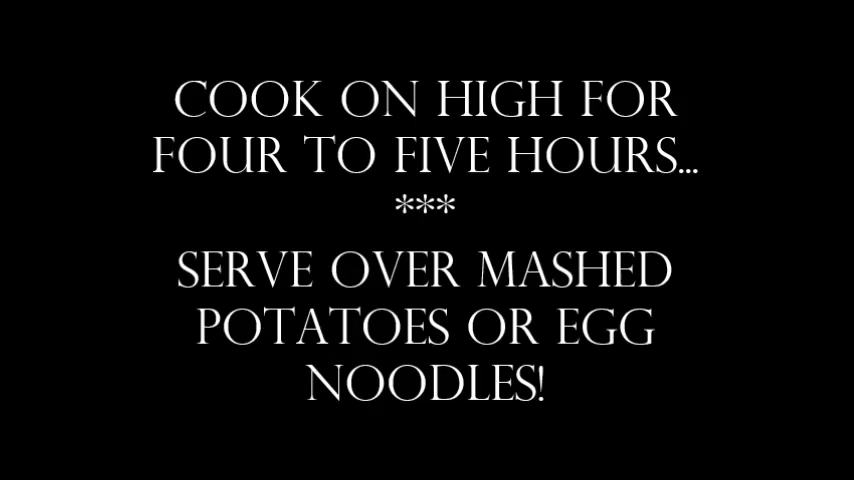 COOK ON HIGH FOR
FOUR TO FIVE HOURS...
***
SERVE OVER MASHED
POTATOES OR EGG
NOODLES!